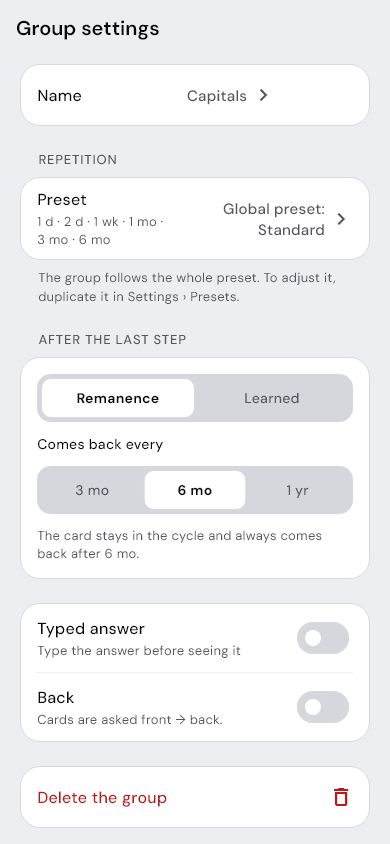 Group settings
Name
Capitals
REPETITION
Preset
1 d · 2 d · 1 wk · 1 mo ·
3 mo · 6 mo
Global preset:
Standard
The group follows the whole preset. To adjust it,
duplicate it in Settings › Presets.
AFTER THE LAST STEP
Remanence
Learned
Comes back every
3 mo
6 mo
1 yr
The card stays in the cycle and always comes
back after 6 mo.
Typed answer
Type the answer before seeing it
Back
Cards are asked front → back.
Delete the group